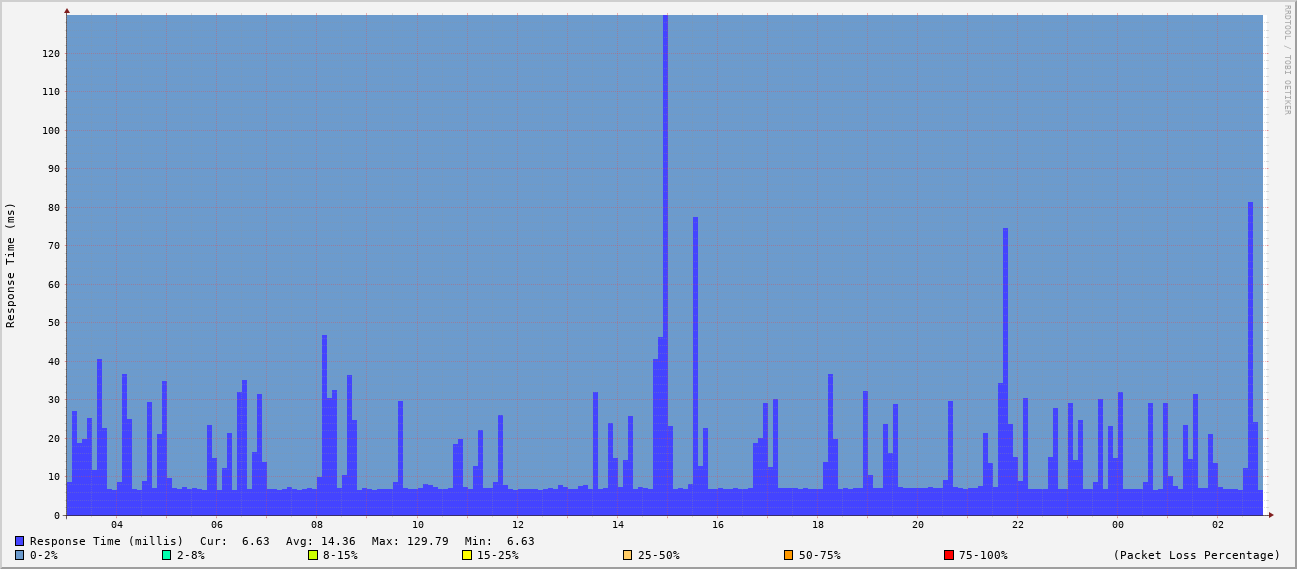 RRDTOOL / TOBI OETIKER
Response Time (ms)
120
110
100
90
80
70
60
50
40
30
20
10
0
04 06 08 10 12 14 16 18 20 22 00 02
Response Time (millis) Cur: 6.63 Avg: 14.36 Max: 129.79 Min: 6.63
0-2% 2-8% 8-15% 15-25% 25-50% 50-75% 75-100% (Packet Loss Percentage)